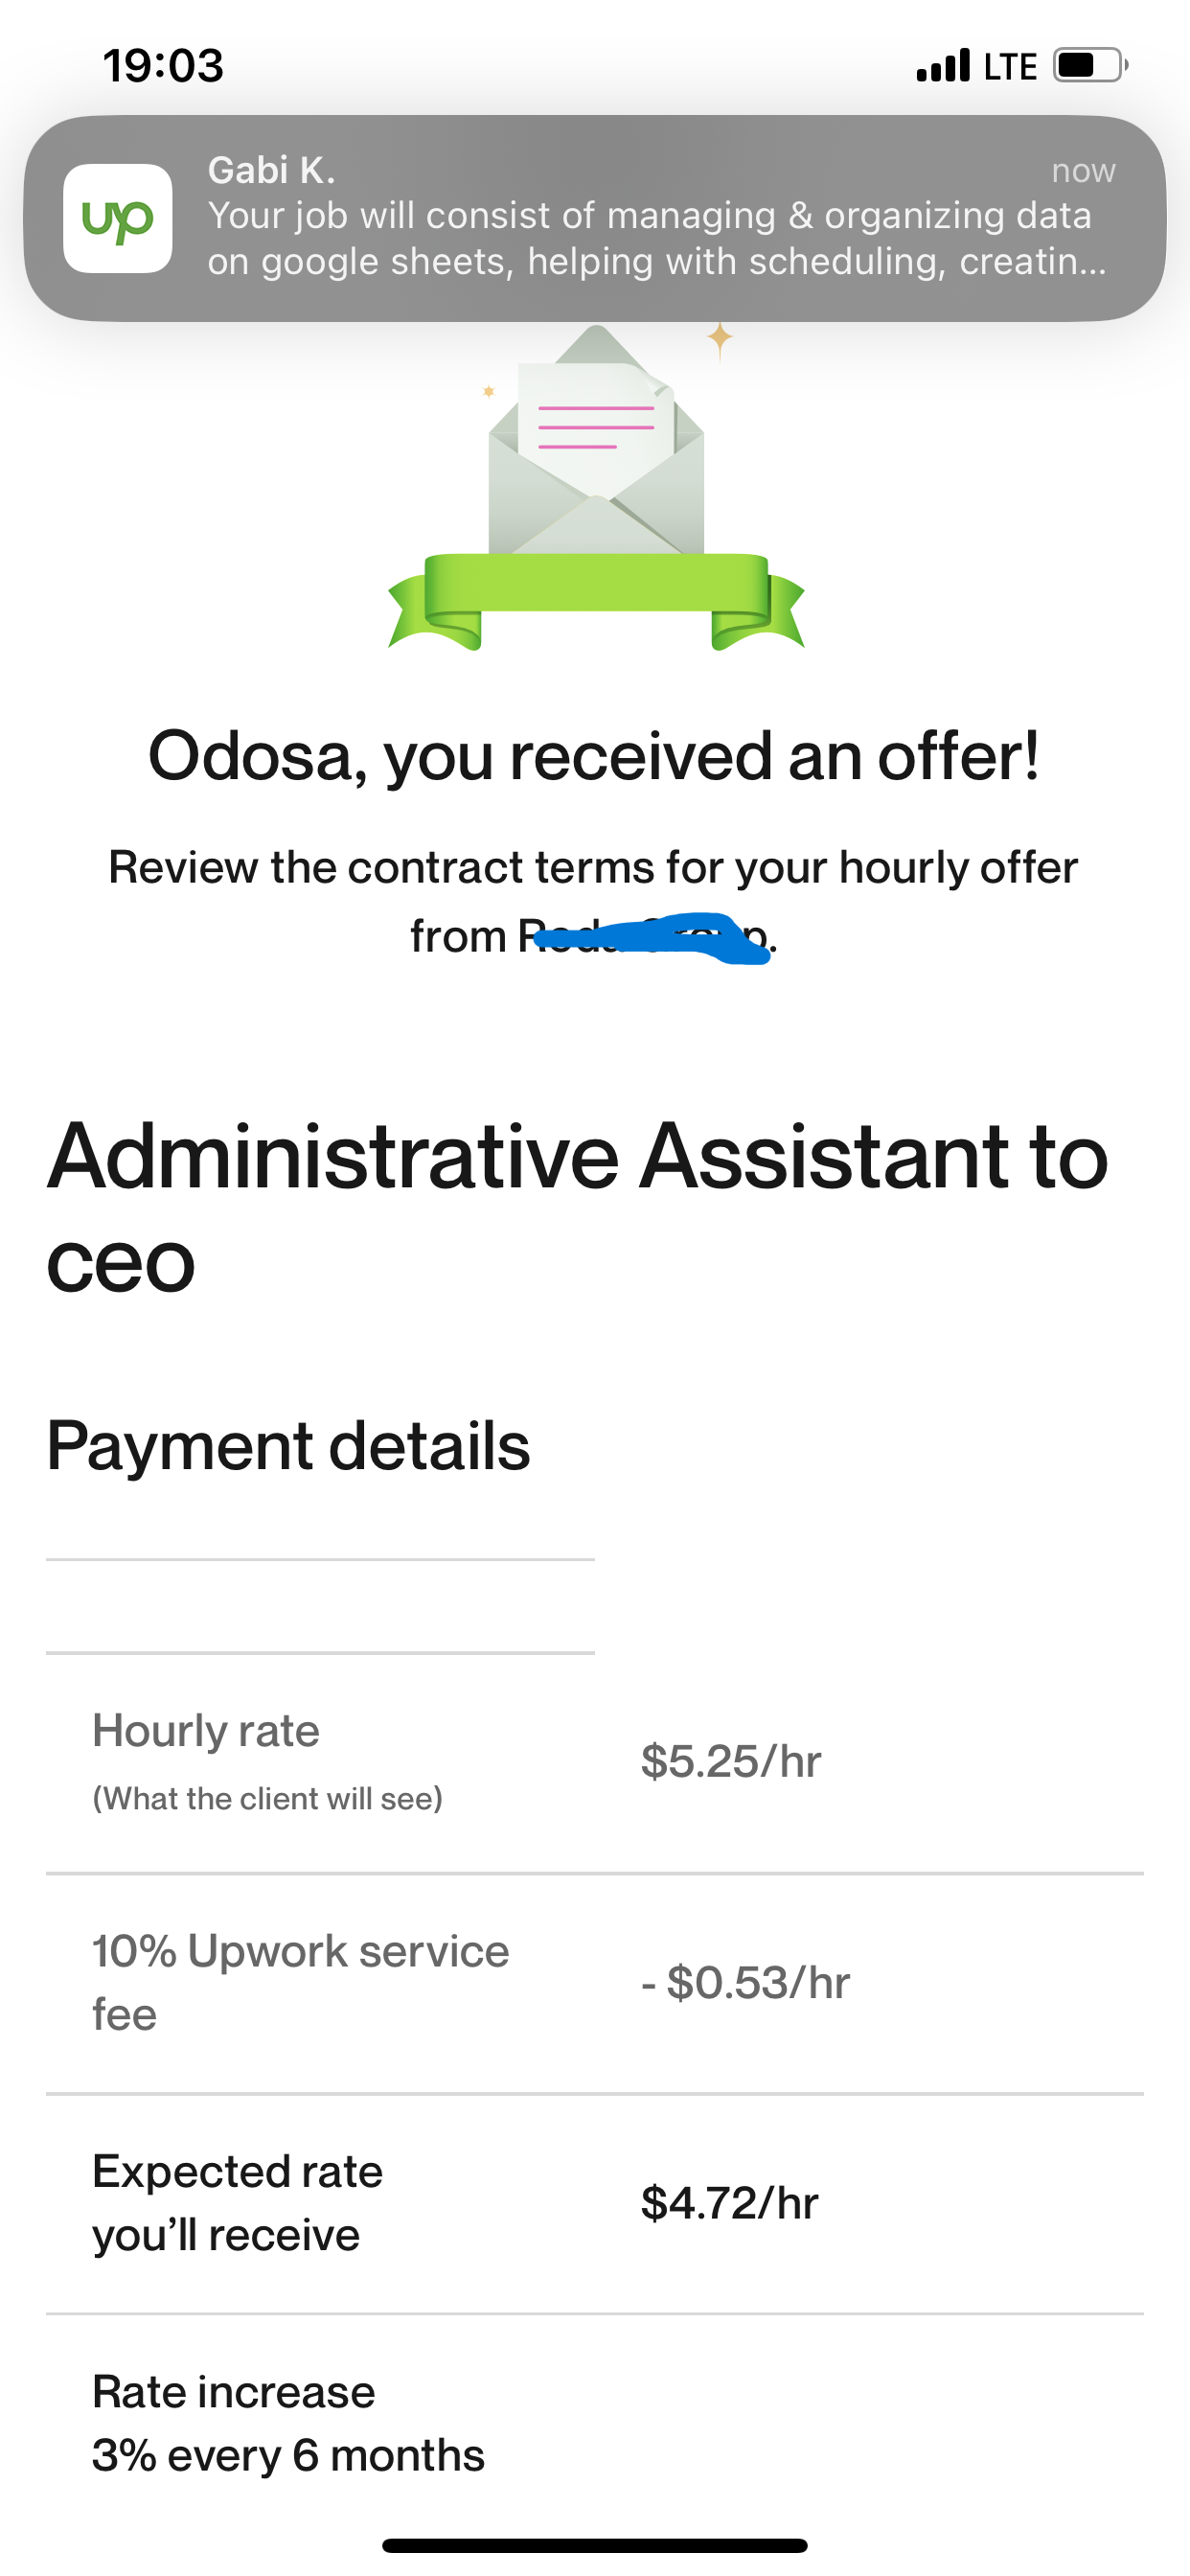 19:03
LTE
up
Gabi K.
now
Your job will consist of managing & organizing data
on google sheets, helping with scheduling, creatin...
Odosa, you received an offer!
Review the contract terms for your hourly offer
from
Administrative Assistant to
ceo
Payment details
Hourly rate
(What the client will see)
$5.25/hr
10% Upwork service
fee
- $0.53/hr
Expected rate
you’ll receive
$4.72/hr
Rate increase
3% every 6 months